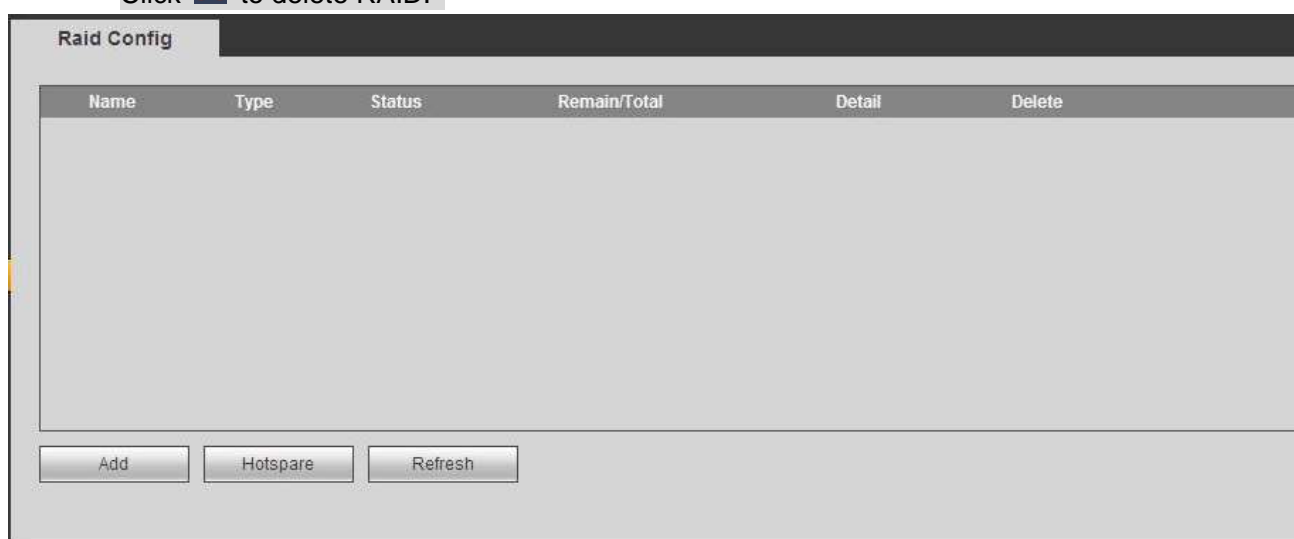 Click to delete RAID.
Raid Config
Name Type Status Remain/Total Detail Delete
Add Hotspare Refresh